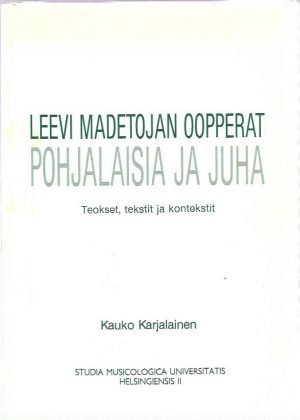 LEEVI MADETOJAN OOPPERAT
POHJALAISIA JA JUHA
Teokset, tekstit ja kontekstit
Kauko Karjalainen
STUDIA MUSICOLOGICA UNIVERSITATIS
HELSINGIENSIS II